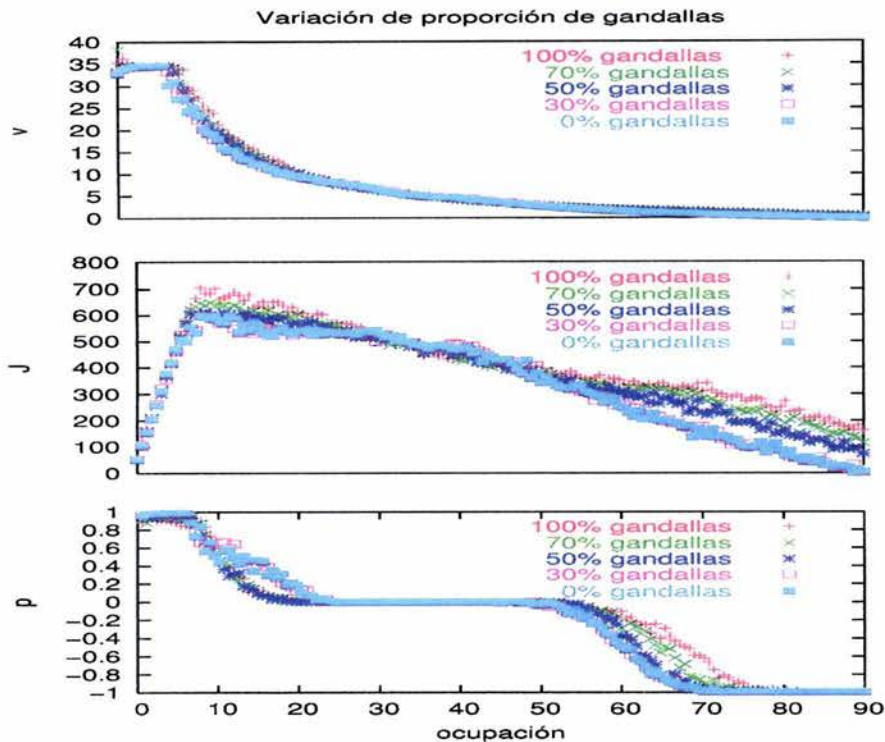 Variación de proporción de gandallas
40
35
30
25
20
15
10
5
0
v
100% gandallas
70% gandallas
50% gandallas
30% gandallas
0% gandallas
800
700
600
500
400
300
200
100
0
J
100% gandallas
70% gandallas
50% gandallas
30% gandallas
0% gandallas
1
0.8
0.6
0.4
0.2
0
-0.2
-0.4
-0.6
-0.8
-1
p
100% gandallas
70% gandallas
50% gandallas
30% gandallas
0% gandallas
0 10 20 30 40 50 60 70 80 90
ocupación